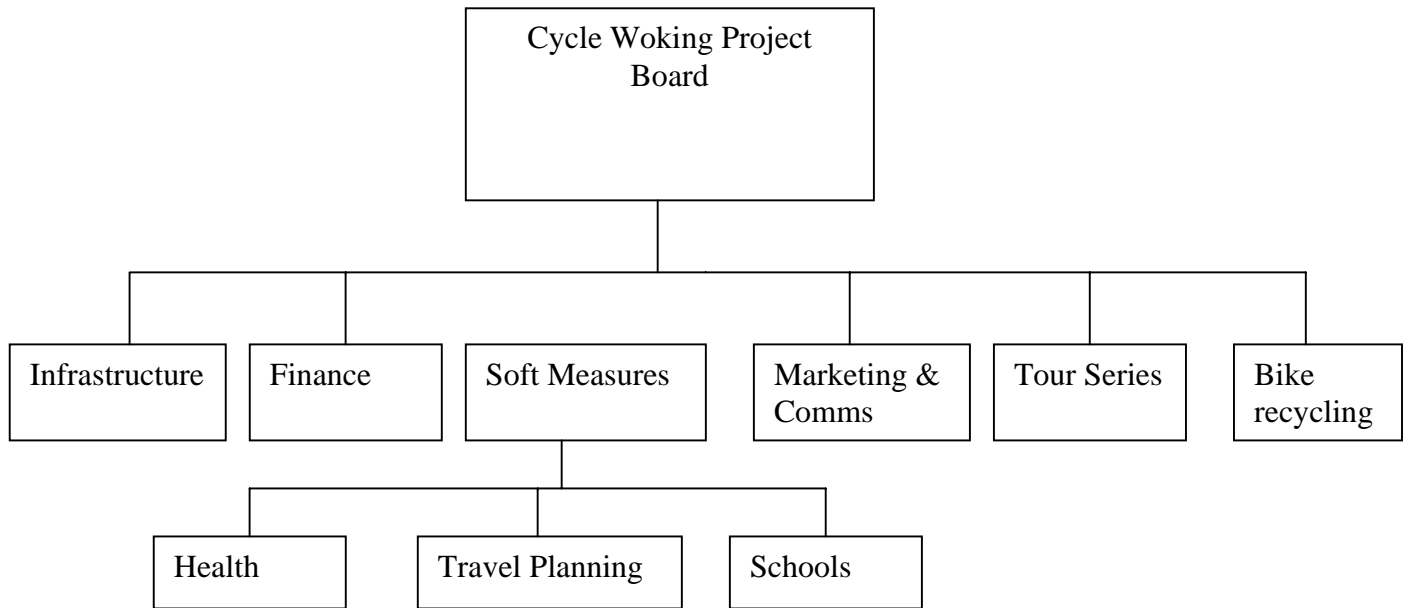 Cycle Woking Project
Board
Infrastructure
Finance
Soft Measures
Marketing &
Comms
Tour Series
Bike
recycling
Health
Travel Planning
Schools